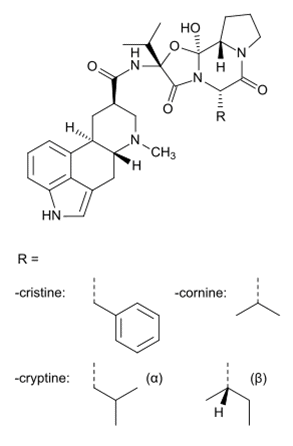 HO
O
H
N
O
N
H
N
O
O
R
H
N
CH3
H
HN
R =
-cristine:
-cornine:
-cryptine:
(α)
(β)
H